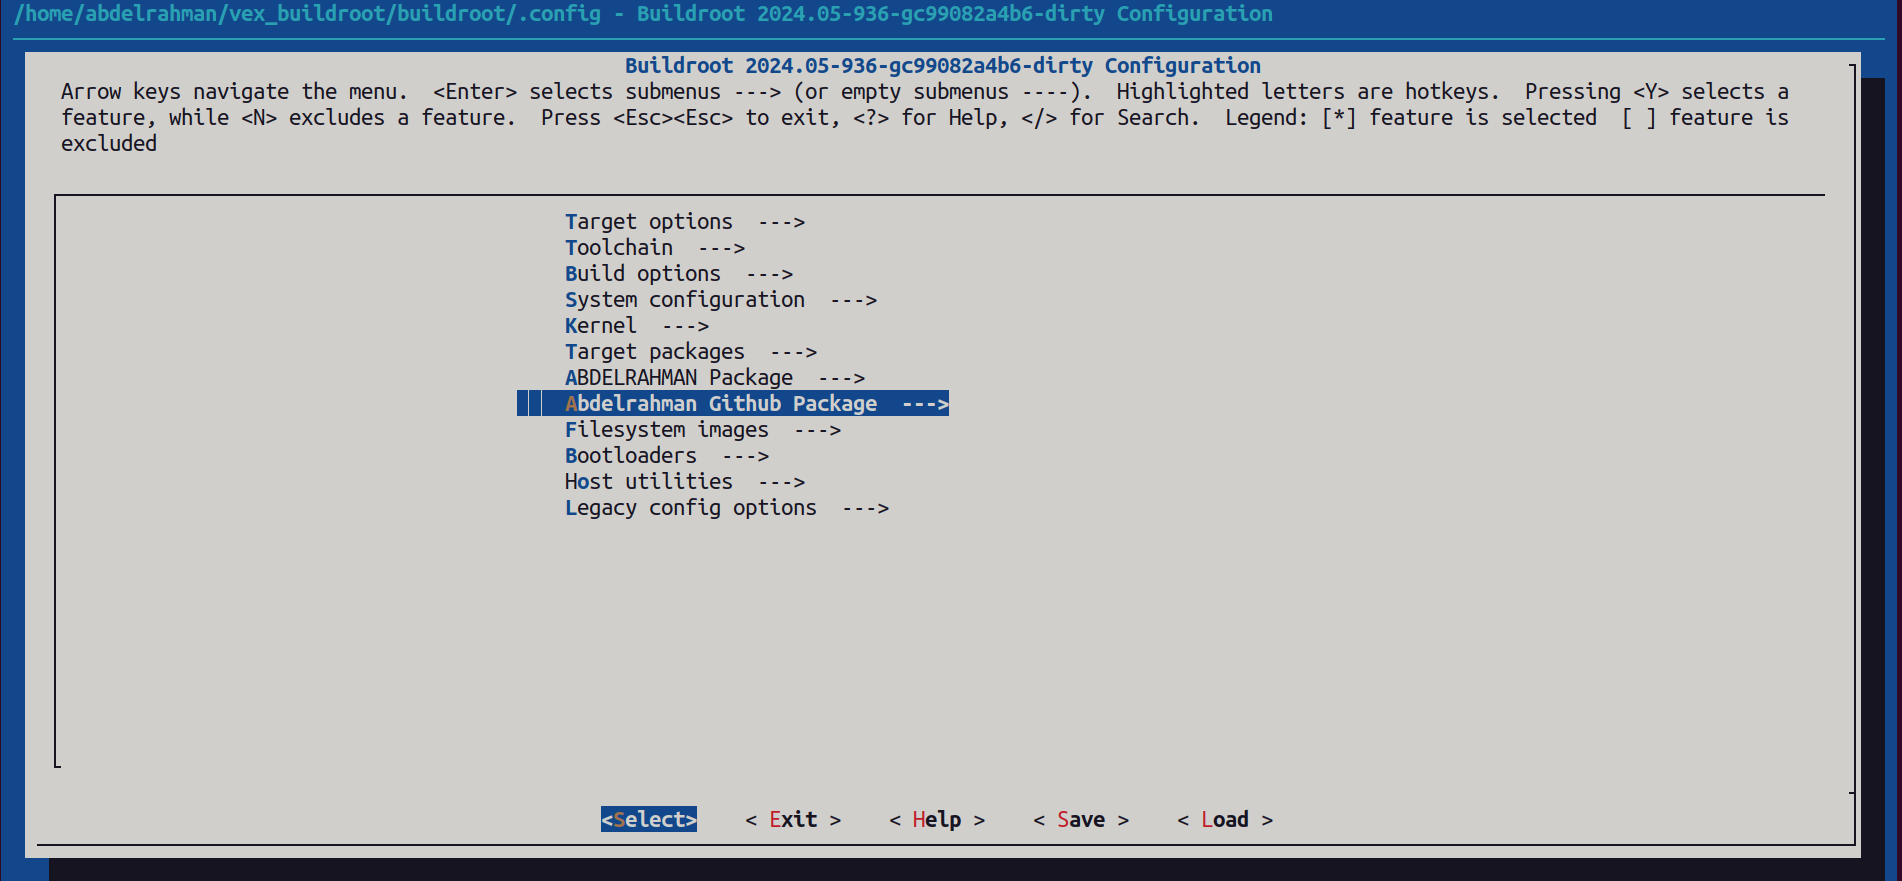 /home/abdelrahman/vex_buildroot/buildroot/.config - Buildroot 2024.05-936-gc99082a4b6-dirty Configuration
Buildroot 2024.05-936-gc99082a4b6-dirty Configuration
Arrow keys navigate the menu.  <Enter> selects submenus ---> (or empty submenus ----).  Highlighted letters are hotkeys.  Pressing <Y> selects a
feature, while <N> excludes a feature.  Press <Esc><Esc> to exit, <?> for Help, </> for Search.  Legend: [*] feature is selected  [ ] feature is
excluded
Target options  --->
Toolchain  --->
Build options  --->
System configuration  --->
Kernel  --->
Target packages  --->
ABDELRAHMAN Package  --->
Abdelrahman Github Package  --->
Filesystem images  --->
Bootloaders  --->
Host utilities  --->
Legacy config options  --->
<Select>    < Exit >    < Help >    < Save >    < Load >